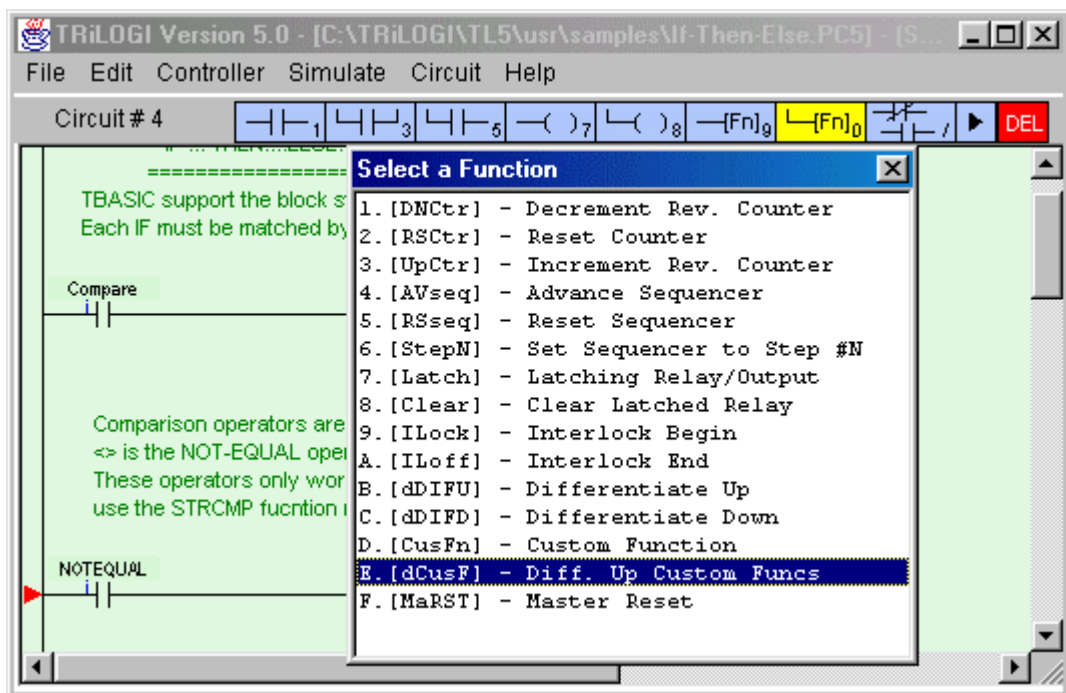 TRiLOGI Version 5.0 - [C:\TRiLOGI\TL5\usr\samples\If-Then-Else.PC5] - [S...
File Edit Controller Simulate Circuit Help
Circuit # 4
1 3 5 ( )7 ( )8 [Fn]9 [Fn]0 / DEL
IF ... THEN....ELSE.
==================
TBASIC support the block s
Each IF must be matched by
Compare
i
Comparison operators are
<> is the NOT-EQUAL oper
These operators only wor
use the STRCMP fucntion
NOTEQUAL
i
Select a Function
1.[DNCtr] - Decrement Rev. Counter
2.[RSCtr] - Reset Counter
3.[UpCtr] - Increment Rev. Counter
4.[AVseq] - Advance Sequencer
5.[RSseq] - Reset Sequencer
6.[StepN] - Set Sequencer to Step #N
7.[Latch] - Latching Relay/Output
8.[Clear] - Clear Latched Relay
9.[ILock] - Interlock Begin
A.[ILoff] - Interlock End
B.[dDIFU] - Differentiate Up
C.[dDIFD] - Differentiate Down
D.[CusFn] - Custom Function
E.[dCusF] - Diff. Up Custom Funcs
F.[MaRST] - Master Reset